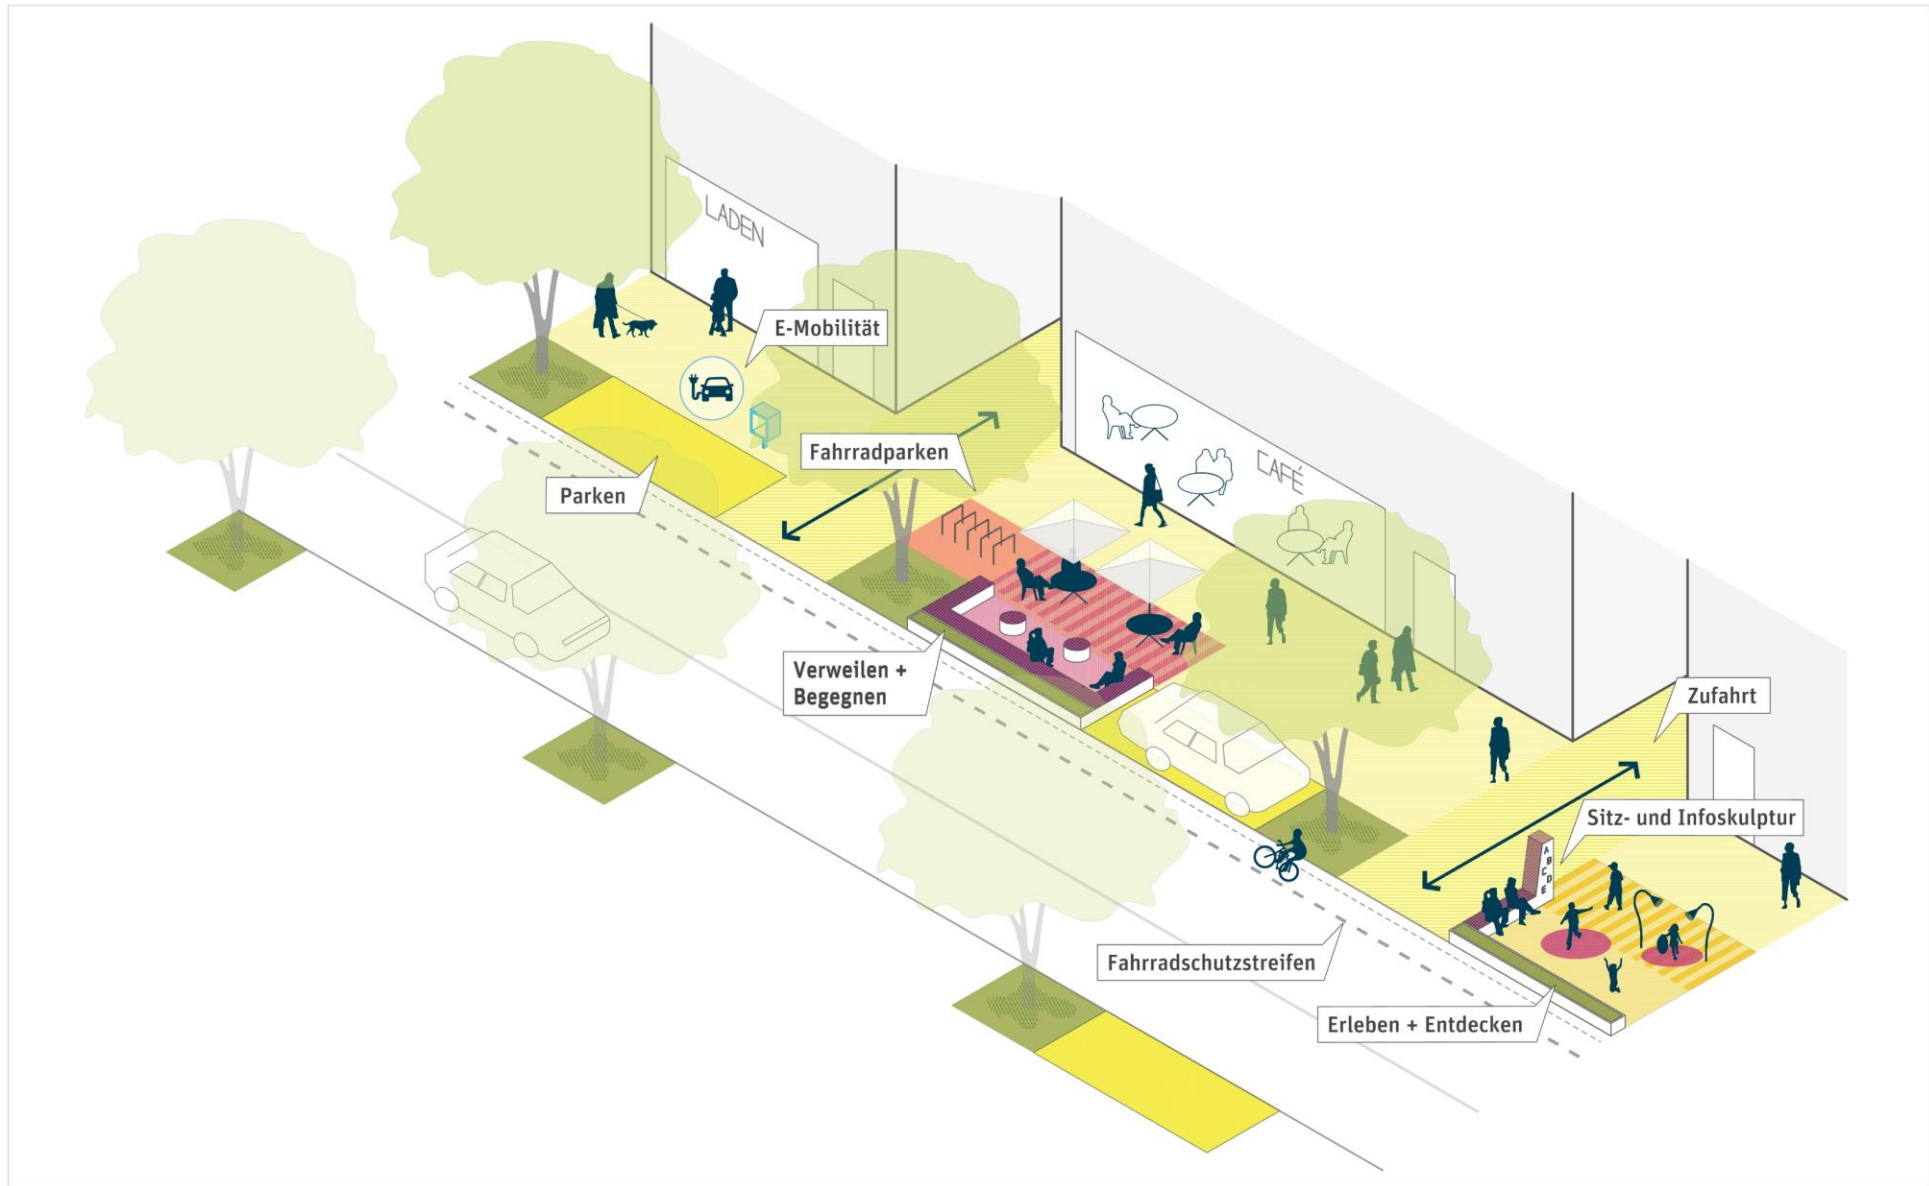 LADEN
E-Mobilität
Fahrradparken
Parken
CAFÉ
Verweilen +
Begegnen
Zufahrt
Sitz- und Infoskulptur
A
B
C D
E
Fahrradschutzstreifen
Erleben + Entdecken